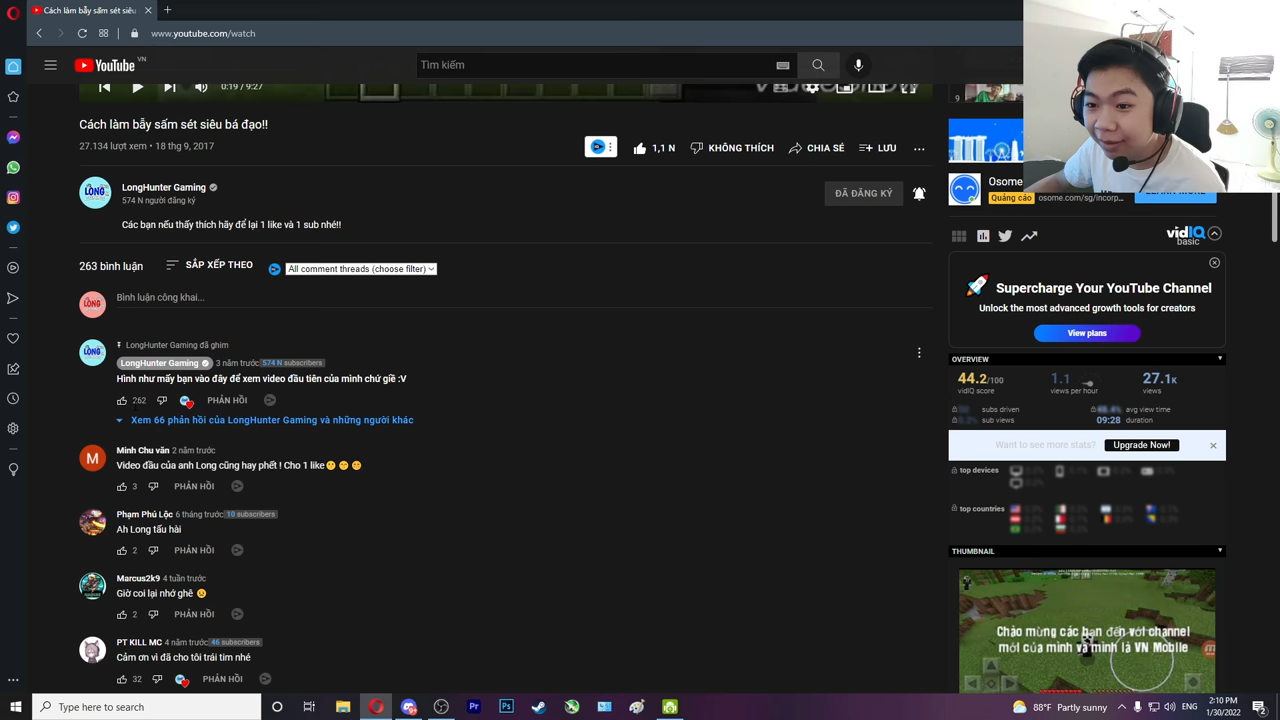 Cách làm bẫy sấm sét siêu
www.youtube.com/watch
YouTube VN
Tìm kiếm
0:19 / 9:27
9
Cách làm bẫy sấm sét siêu bá đạo!!
27.134 lượt xem • 18 thg 9, 2017
1,1 N
KHÔNG THÍCH
CHIA SẺ
LƯU
LongHunter Gaming
574 N người đăng ký
ĐÃ ĐĂNG KÝ
Các bạn nếu thấy thích hãy để lại 1 like và 1 sub nhé!!
263 bình luận
SẮP XẾP THEO
All comment threads (choose filter)
Bình luận công khai...
LongHunter Gaming đã ghim
LongHunter Gaming 3 năm trước 574 N subscribers
Hình như mấy bạn vào đây để xem video đầu tiên của mình chứ gíề :V
262
PHẢN HỒI
Xem 66 phản hồi của LongHunter Gaming và những người khác
M
Minh Chu văn 2 năm trước
Video đầu của anh Long cũng hay phết ! Cho 1 like
3 PHẢN HỒI
Phạm Phú Lộc 6 tháng trước 10 subscribers
Ah Long tấu hài
2 PHẢN HỒI
Marcus2k9 4 tuần trước
Giờ coi lại nhớ ghê
2 PHẢN HỒI
PT KILL MC 4 năm trước 46 subscribers
Cảm ơn vì đã cho tôi trái tim nhé
32 PHẢN HỒI
Osome
Quảng cáo osome.com/sg/incorp...
LEARN MORE
vidIQ
basic
Supercharge Your YouTube Channel
Unlock the most advanced growth tools for creators
View plans
OVERVIEW
44.2/100
vidIQ score
1.1
views per hour
27.1K
views
subs driven
avg view time
sub views
09:28 duration
Want to see more stats?
Upgrade Now!
top devices
top countries
THUMBNAIL
Chào mừng các bạn đến với channel
mới của mình và mình là VN Mobile
Type here to search
88°F Partly sunny
ENG
2:10 PM
1/30/2022
2